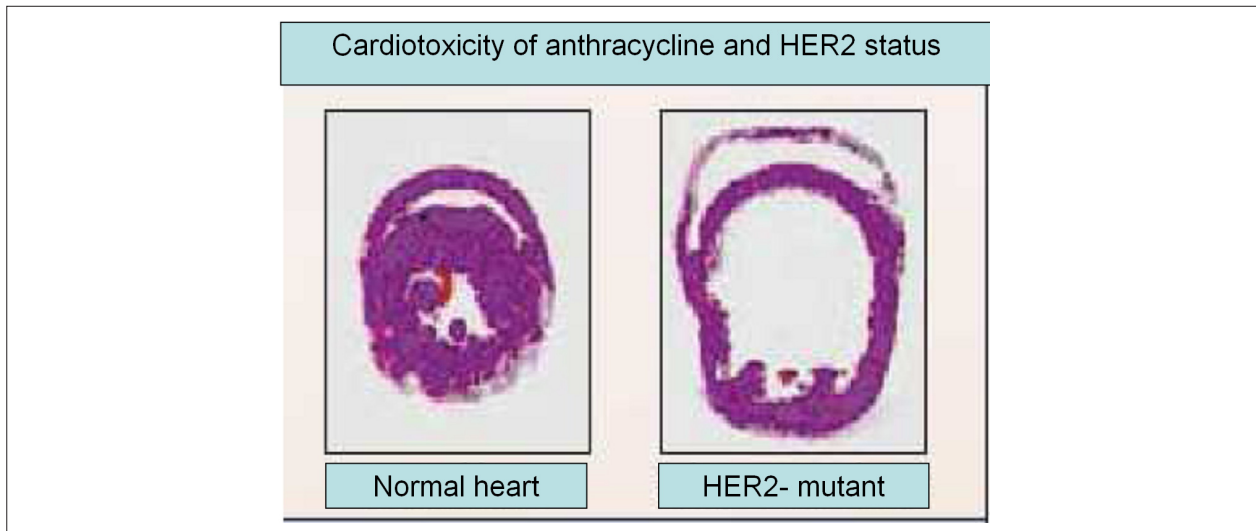 Cardiotoxicity of anthracycline and HER2 status
Normal heart
HER2- mutant